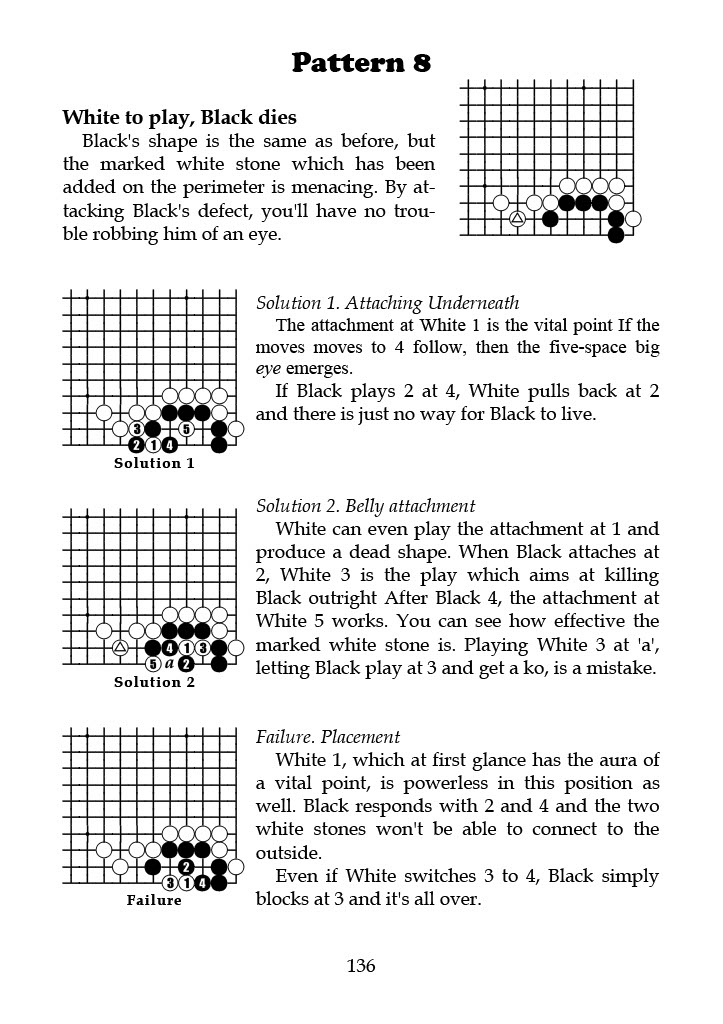 Pattern 8
White to play, Black dies
Black's shape is the same as before, but
the marked white stone which has been
added on the perimeter is menacing. By at-
tacking Black's defect, you'll have no trou-
ble robbing him of an eye.
Solution 1. Attaching Underneath
The attachment at White 1 is the vital point If the
moves moves to 4 follow, then the five-space big
eye emerges.
If Black plays 2 at 4, White pulls back at 2
and there is just no way for Black to live.
3 5
2 1 4
Solution 1
Solution 2. Belly attachment
White can even play the attachment at 1 and
produce a dead shape. When Black attaches at
2, White 3 is the play which aims at killing
Black outright After Black 4, the attachment at
White 5 works. You can see how effective the
marked white stone is. Playing White 3 at 'a',
letting Black play at 3 and get a ko, is a mistake.
4 1 3
5 a 2
Solution 2
Failure. Placement
White 1, which at first glance has the aura of
a vital point, is powerless in this position as
well. Black responds with 2 and 4 and the two
white stones won't be able to connect to the
outside.
Even if White switches 3 to 4, Black simply
blocks at 3 and it's all over.
2
3 1 4
Failure
136